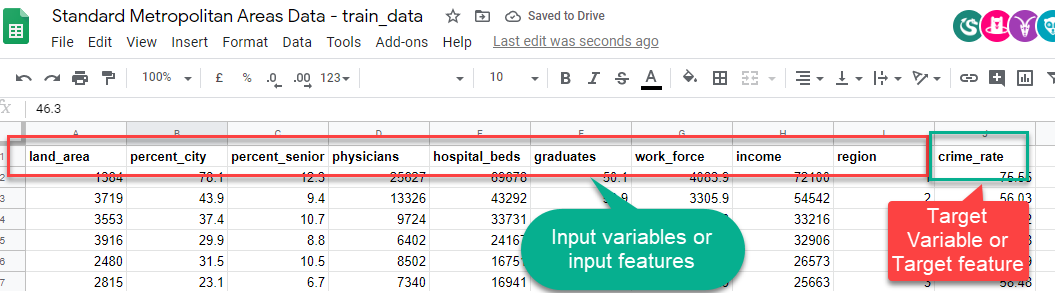 Standard Metropolitan Areas Data - train_data Saved to Drive
File Edit View Insert Format Data Tools Add-ons Help Last edit was seconds ago
100% £ % .0 .00 123 10 B I S A
fx 46.3
A B C D E F G H I J
1 land_area percent_city percent_senior physicians hospital_beds graduates work_force income region crime_rate
2 1384 78.1 12.3 25627 69678 50.1 4083.9 72100 1 75.55
3 3719 43.9 9.4 13326 43292 3305.9 54542 2 56.03
4 3553 37.4 10.7 9724 33731 33216
5 3916 29.9 8.8 6402 24167 32906
6 2480 31.5 10.5 8502 16751 26573
7 2815 23.1 6.7 7340 16941 25663
Input variables or
input features
Target
Variable or
Target feature